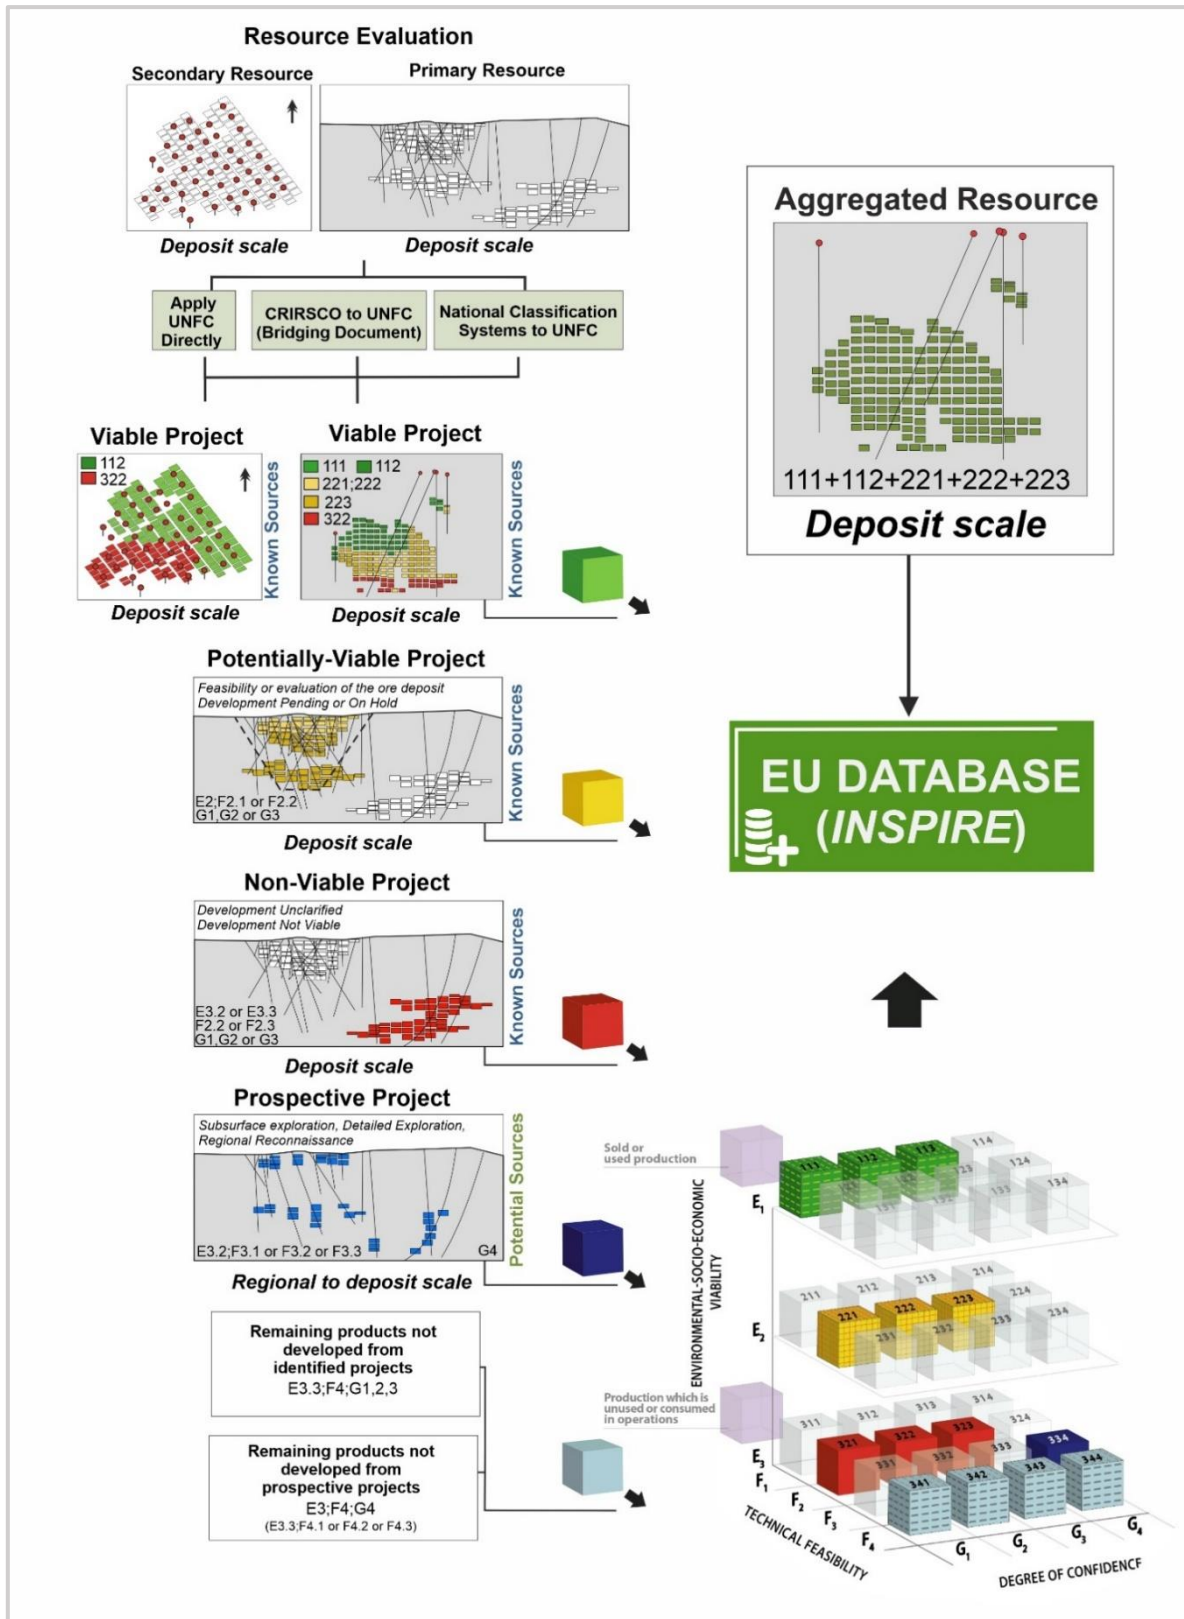 Resource Evaluation
Secondary Resource
Primary Resource
Deposit scale
Deposit scale
Apply
UNFC
Directly
CRIRSCO to UNFC
(Bridging Document)
National Classification
Systems to UNFC
Viable Project
112
322
Known Sources
Deposit scale
Viable Project
111
112
221;222
223
322
Known Sources
Deposit scale
Aggregated Resource
111+112+221+222+223
Deposit scale
EU DATABASE
(INSPIRE)
Potentially-Viable Project
Feasibility or evaluation of the ore deposit
Development Pending or On Hold
E2;F2.1 or F2.2
G1,G2 or G3
Known Sources
Deposit scale
Non-Viable Project
Development Unclarified
Development Not Viable
E3.2 or E3.3
F2.2 or F2.3
G1,G2 or G3
Known Sources
Deposit scale
Prospective Project
Subsurface exploration, Detailed Exploration,
Regional Reconnaissance
E3.2;F3.1 or F3.2 or F3.3
G4
Potential Sources
Regional to deposit scale
Remaining products not
developed from
identified projects
E3.3;F4;G1,2,3
Remaining products not
developed from
prospective projects
E3;F4;G4
(E3.3;F4.1 or F4.2 or F4.3)
Sold or
used production
Production which is
unused or consumed
in operations
ENVIRONMENTAL-SOCIO-ECONOMIC
VIABILITY
E1
111
112
113
114
121
123
124
131
132
133
134
E2
211
212
213
214
221
222
223
224
231
232
233
234
E3
311
312
313
314
321
322
323
324
331
332
333
334
341
342
343
344
F1
F2
F3
F4
TECHNICAL FEASIBILITY
G1
G2
G3
G4
DEGREE OF CONFIDENCE